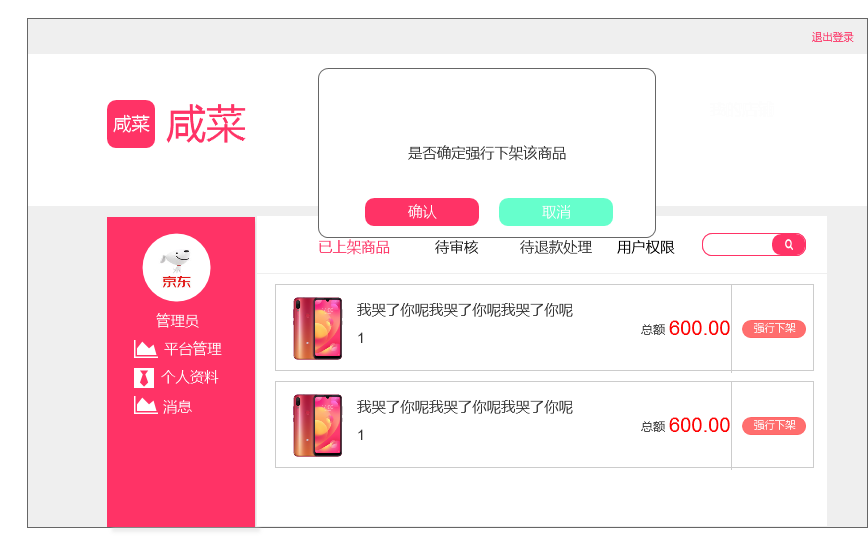 退出登录
咸菜 咸菜
是否确定强行下架该商品
确认 取消
已上架商品 待审核 待退款处理 用户权限
京东
管理员
平台管理
个人资料
消息
我哭了你呢我哭了你呢我哭了你呢
1
总额 600.00 强行下架
我哭了你呢我哭了你呢我哭了你呢
1
总额 600.00 强行下架